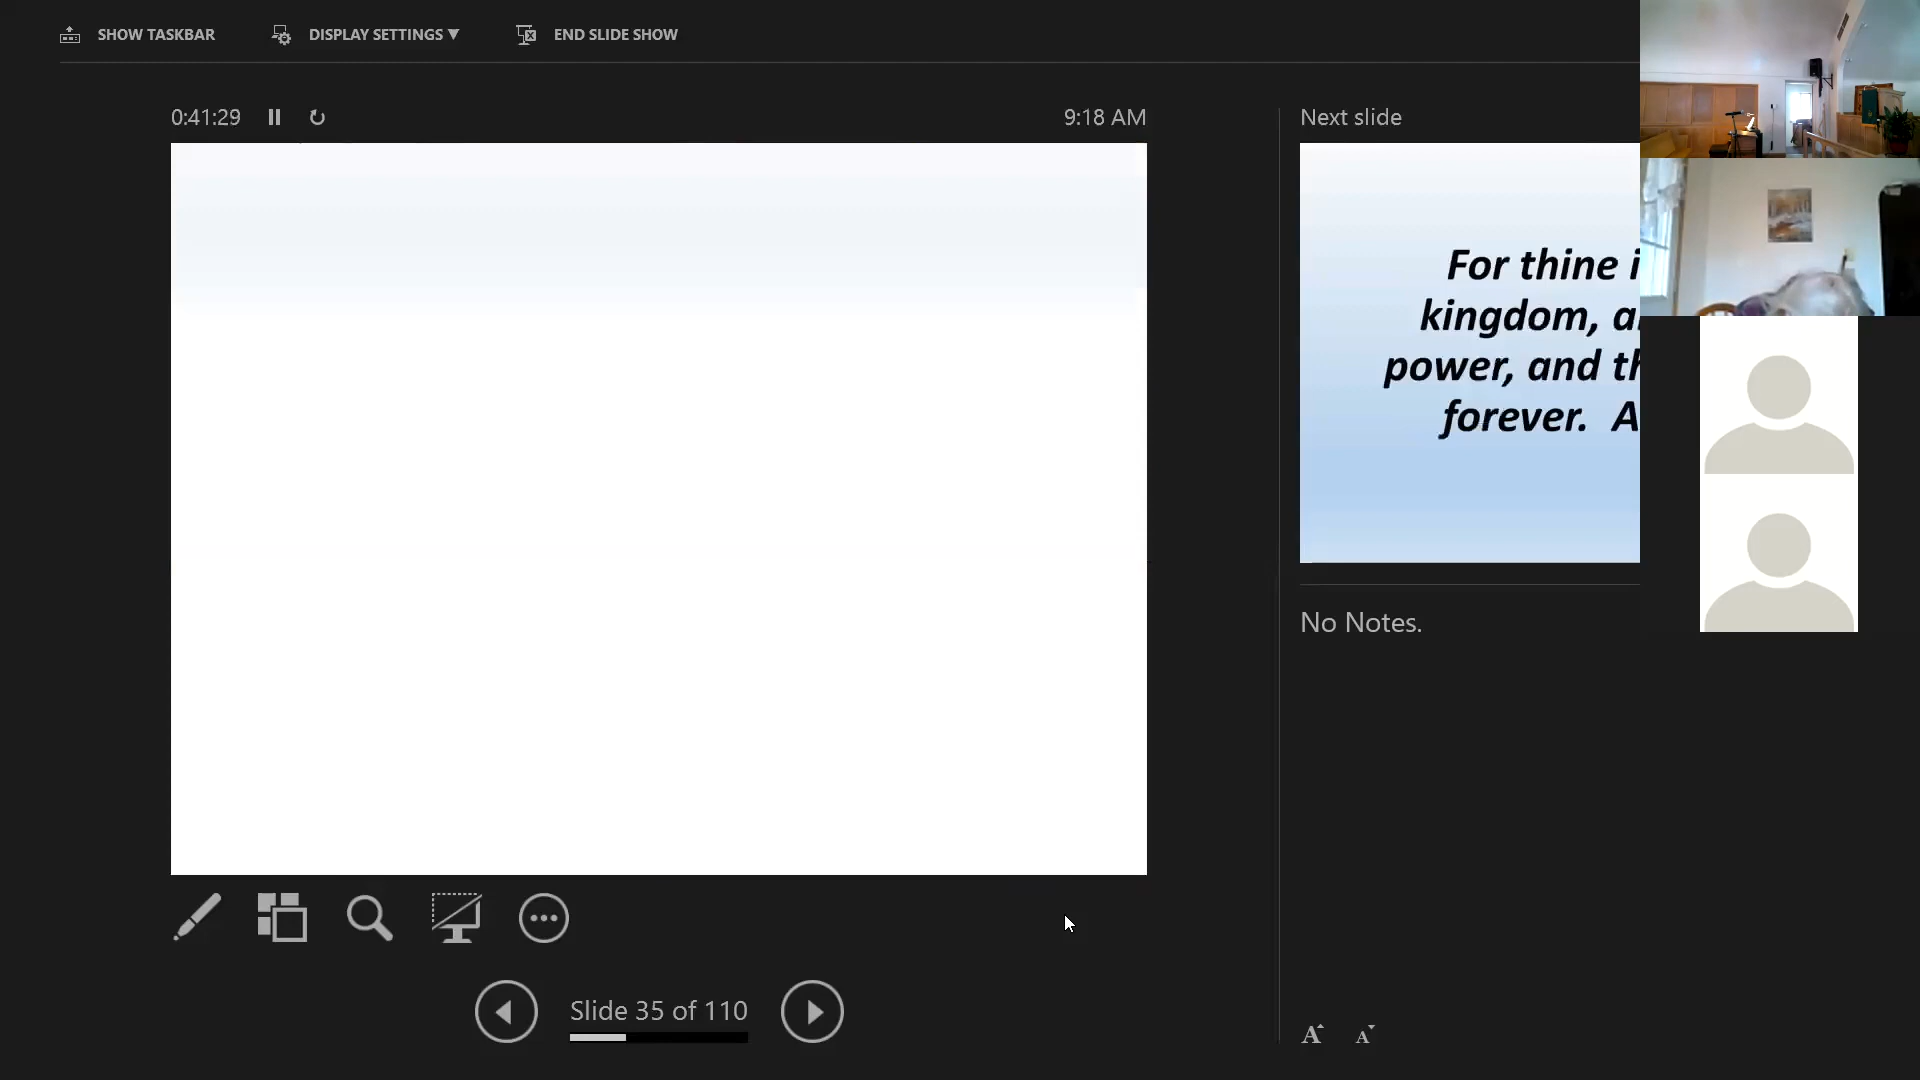 SHOW TASKBAR
DISPLAY SETTINGS ▼
END SLIDE SHOW
0:41:29
9:18 AM
Next slide
For thine
kingdom,
power, and
forever.
No Notes.
Slide 35 of 110
A A